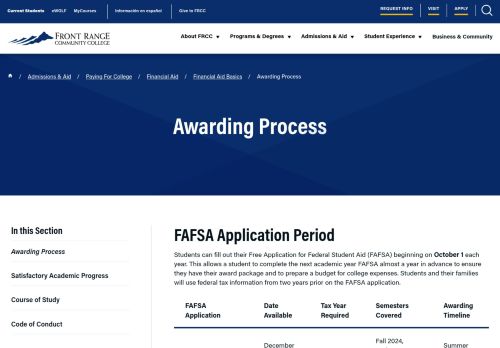 Current Students eWOLF MyCourses Información en español Give to FRCC REQUEST INFO VISIT APPLY
FRONT RANGE
COMMUNITY COLLEGE
About FRCC Programs & Degrees Admissions & Aid Student Experience Business & Community
/ Admissions & Aid / Paying For College / Financial Aid / Financial Aid Basics / Awarding Process
Awarding Process
In this Section
Awarding Process
Satisfactory Academic Progress
Course of Study
Code of Conduct
FAFSA Application Period
Students can fill out their Free Application for Federal Student Aid (FAFSA) beginning on October 1 each
year. This allows a student to complete the next academic year FAFSA almost a year in advance to ensure
they have their award package and to prepare a budget for college expenses. Students and their families
will use federal tax information from two years prior on the FAFSA application.
FAFSA Date Tax Year Semesters Awarding
Application Available Required Covered Timeline
Fall 2024,
December Summer